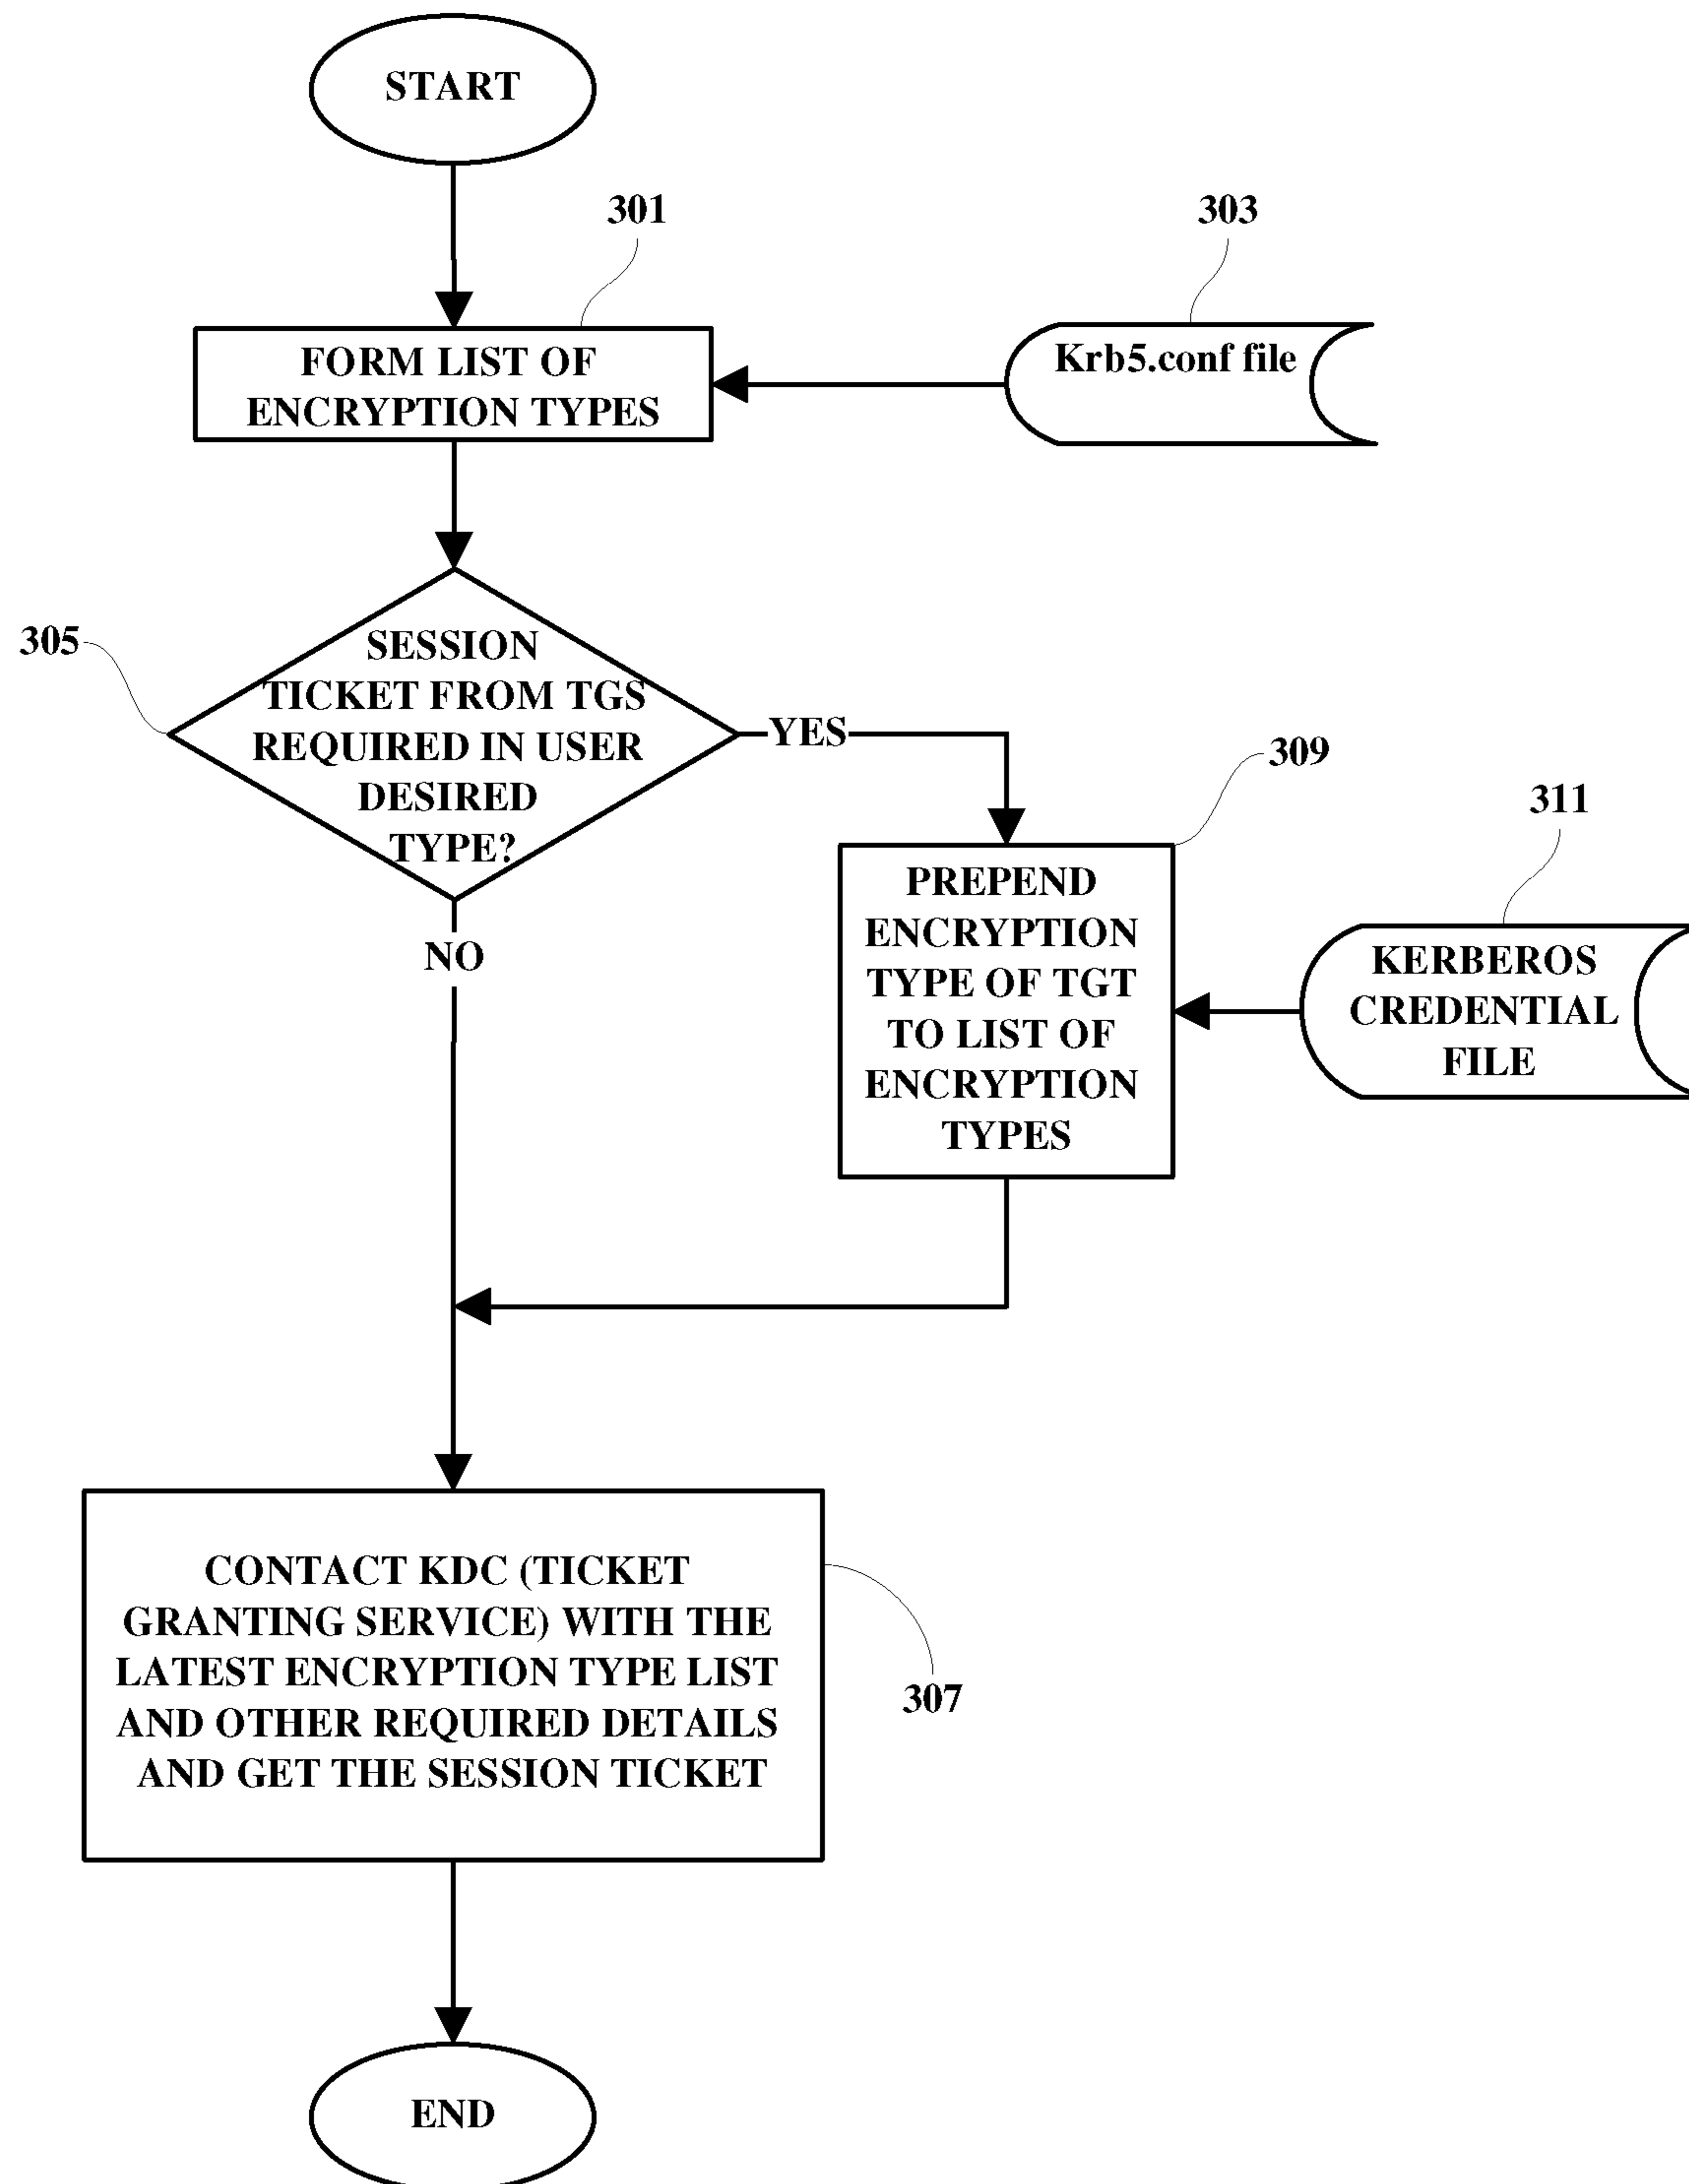 START
301
303
FORM LIST OF
ENCRYPTION TYPES
Krb5.conf file
305
SESSION
TICKET FROM TGS
REQUIRED IN USER
DESIRED
TYPE?
YES
309
311
NO
PREPEND
ENCRYPTION
TYPE OF TGT
TO LIST OF
ENCRYPTION
TYPES
KERBEROS
CREDENTIAL
FILE
CONTACT KDC (TICKET
GRANTING SERVICE) WITH THE
LATEST ENCRYPTION TYPE LIST
AND OTHER REQUIRED DETAILS
AND GET THE SESSION TICKET
307
END